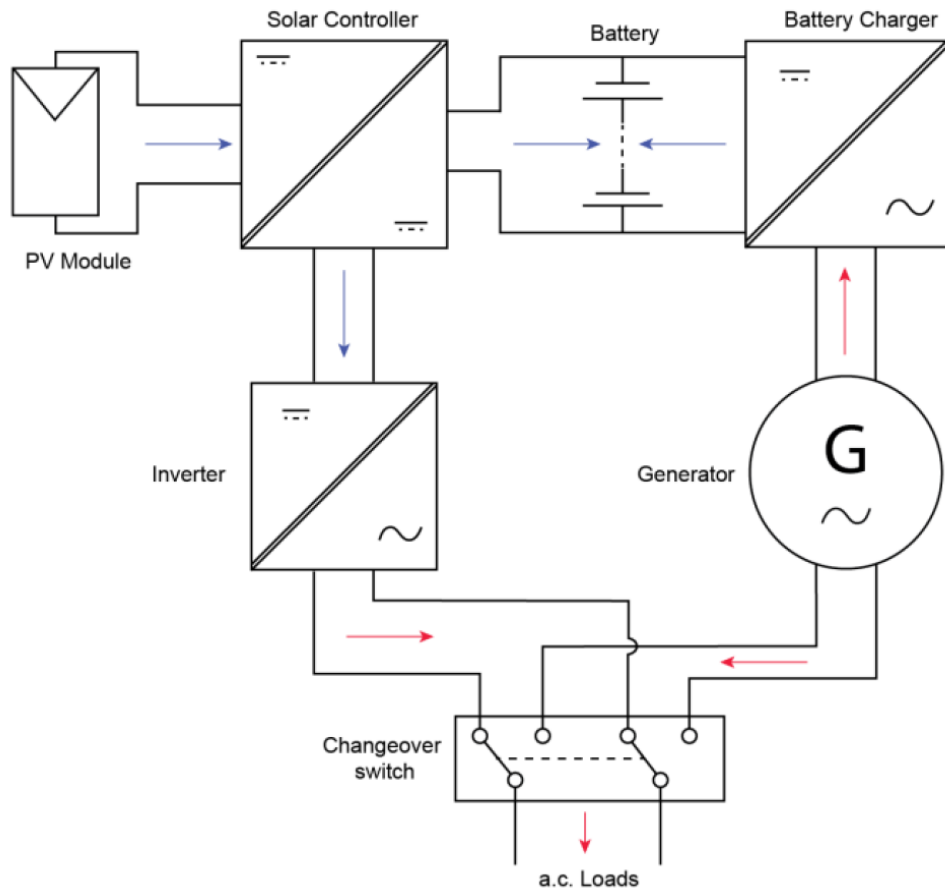 Solar Controller
Battery
Battery Charger
PV Module
Inverter
Generator
G
Changeover
switch
a.c. Loads